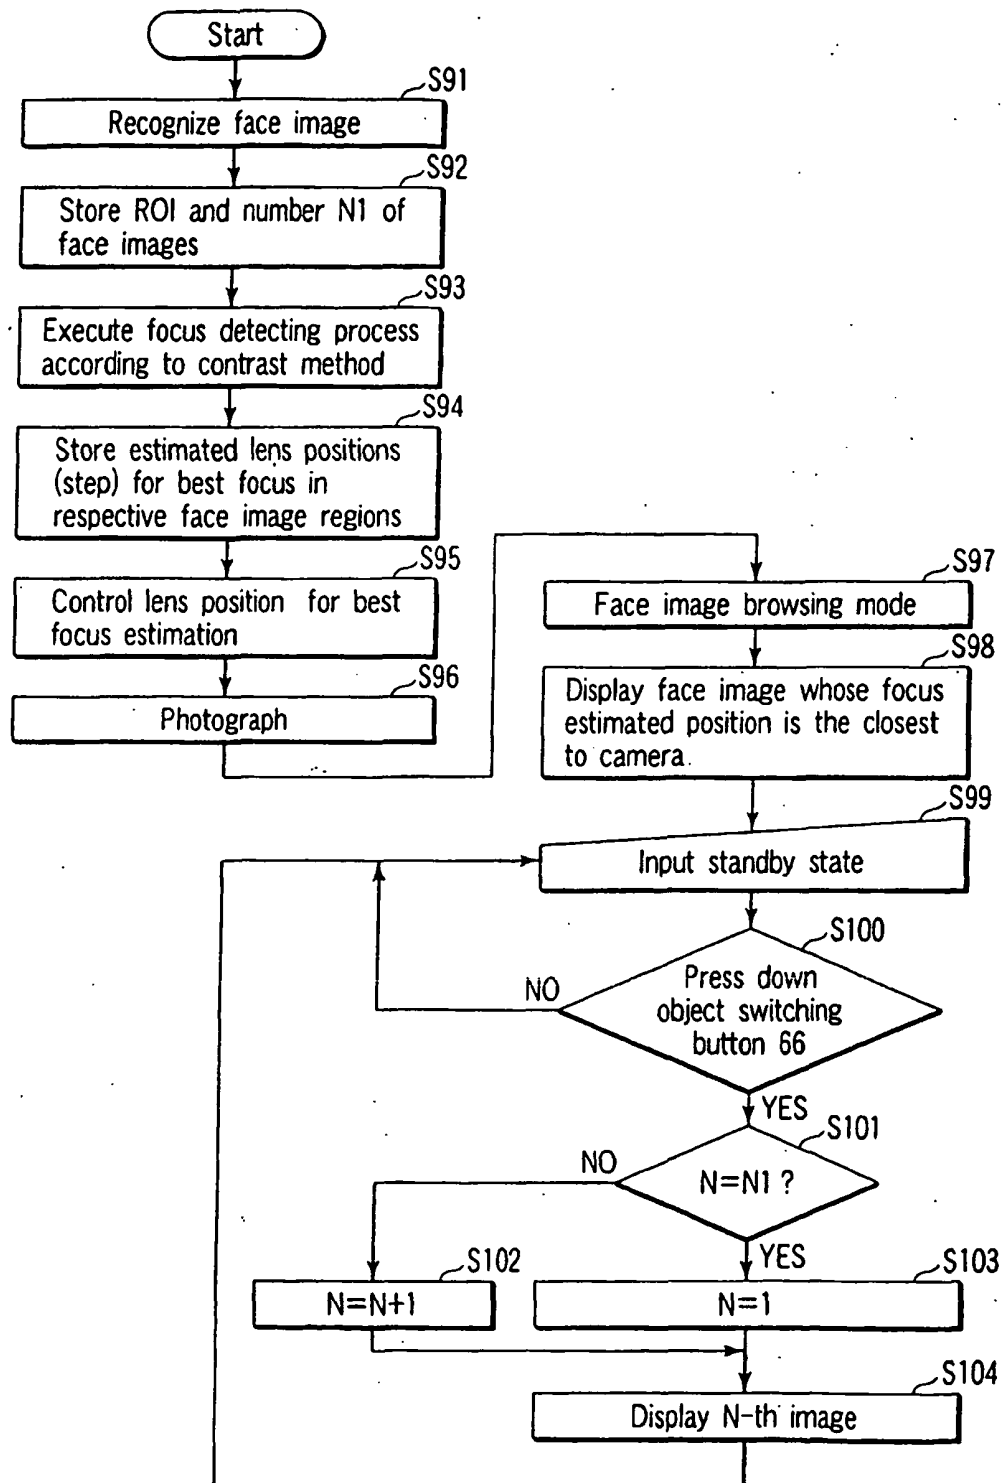 Start
S91
Recognize face image
S92
Store ROI and number N1 of
face images
S93
Execute focus detecting process
according to contrast method
S94
Store estimated lens positions
(step) for best focus in
respective face image regions
S95
Control lens position for best
focus estimation
S96
Photograph
S97
Face image browsing mode
S98
Display face image whose focus
estimated position is the closest
to camera
S99
Input standby state
S100
Press down
object switching
button 66
NO
YES
S101
N=N1 ?
NO
YES
S102
N=N+1
S103
N=1
S104
Display N-th image